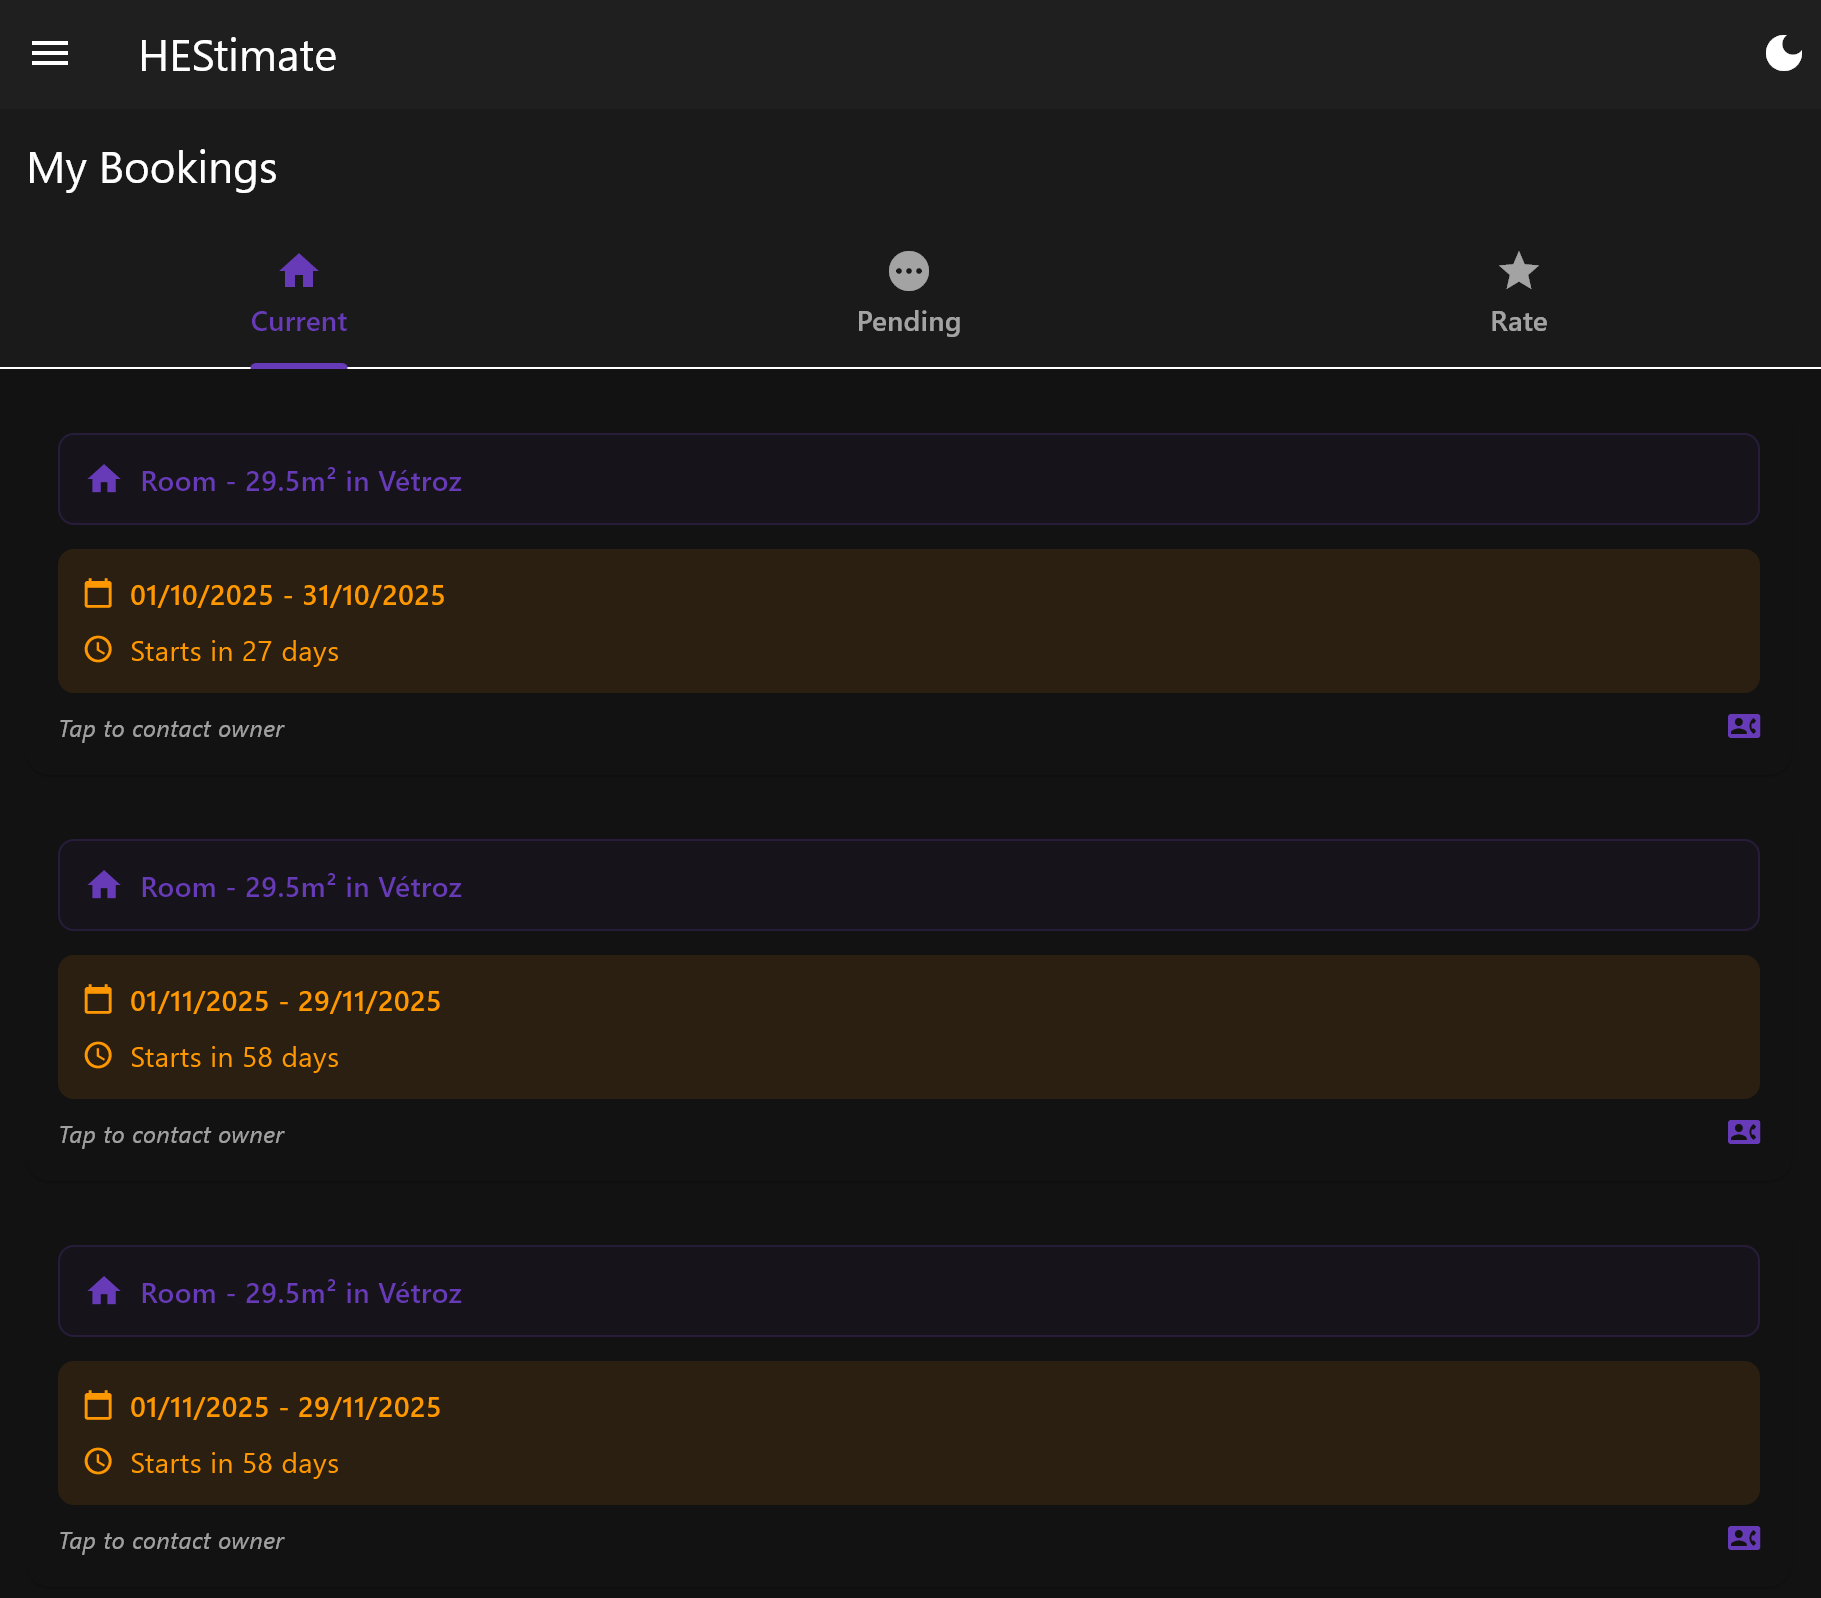 HEStimate
My Bookings
Current
Pending
Rate
Room - 29.5m² in Vétroz
01/10/2025 - 31/10/2025
Starts in 27 days
Tap to contact owner
Room - 29.5m² in Vétroz
01/11/2025 - 29/11/2025
Starts in 58 days
Tap to contact owner
Room - 29.5m² in Vétroz
01/11/2025 - 29/11/2025
Starts in 58 days
Tap to contact owner